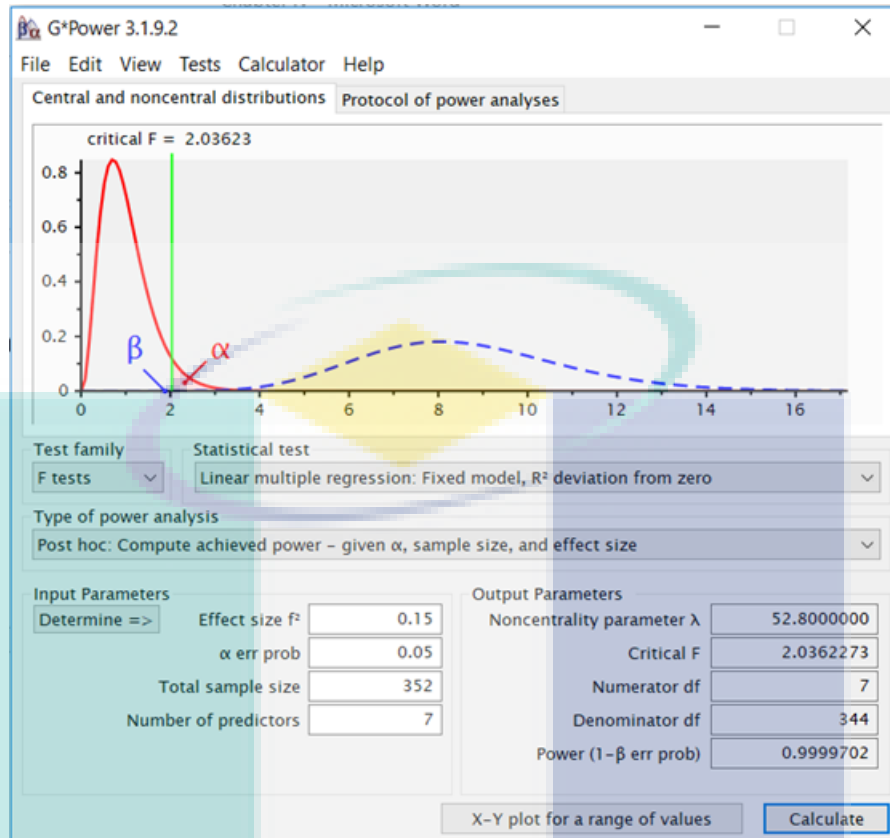 G*Power 3.1.9.2
File Edit View Tests Calculator Help
Central and noncentral distributions Protocol of power analyses
critical F = 2.03623
0.8
0.6
0.4
0.2
0
β α
0 2 4 6 8 10 12 14 16
Test family Statistical test
F tests Linear multiple regression: Fixed model, R² deviation from zero
Type of power analysis
Post hoc: Compute achieved power – given α, sample size, and effect size
Input Parameters Output Parameters
Determine => Effect size f² 0.15 Noncentrality parameter λ 52.8000000
α err prob 0.05 Critical F 2.0362273
Total sample size 352 Numerator df 7
Number of predictors 7 Denominator df 344
Power (1-β err prob) 0.9999702
X-Y plot for a range of values Calculate